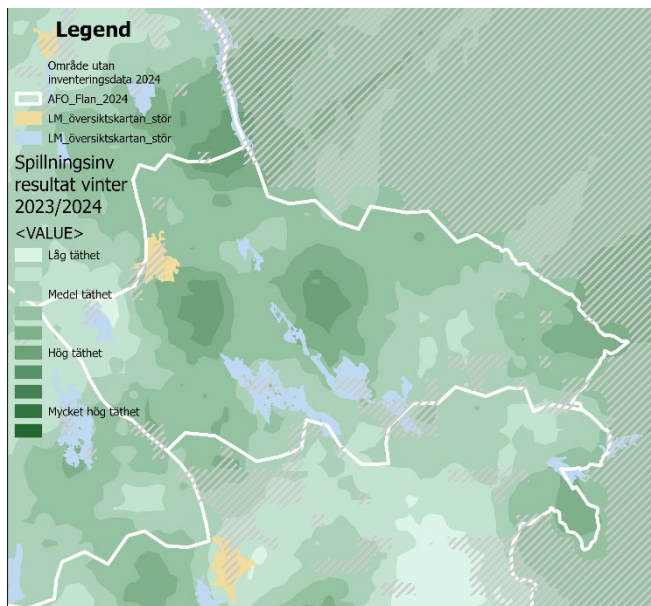 Legend
Område utan
inventeringsdata 2024
AFO_Flan_2024
LM_översiktskartan_stör
LM_översiktskartan_stör
Spillningsinv
resultat vinter
2023/2024
<VALUE>
Låg täthet
Medel täthet
Hög täthet
Mycket hög täthet